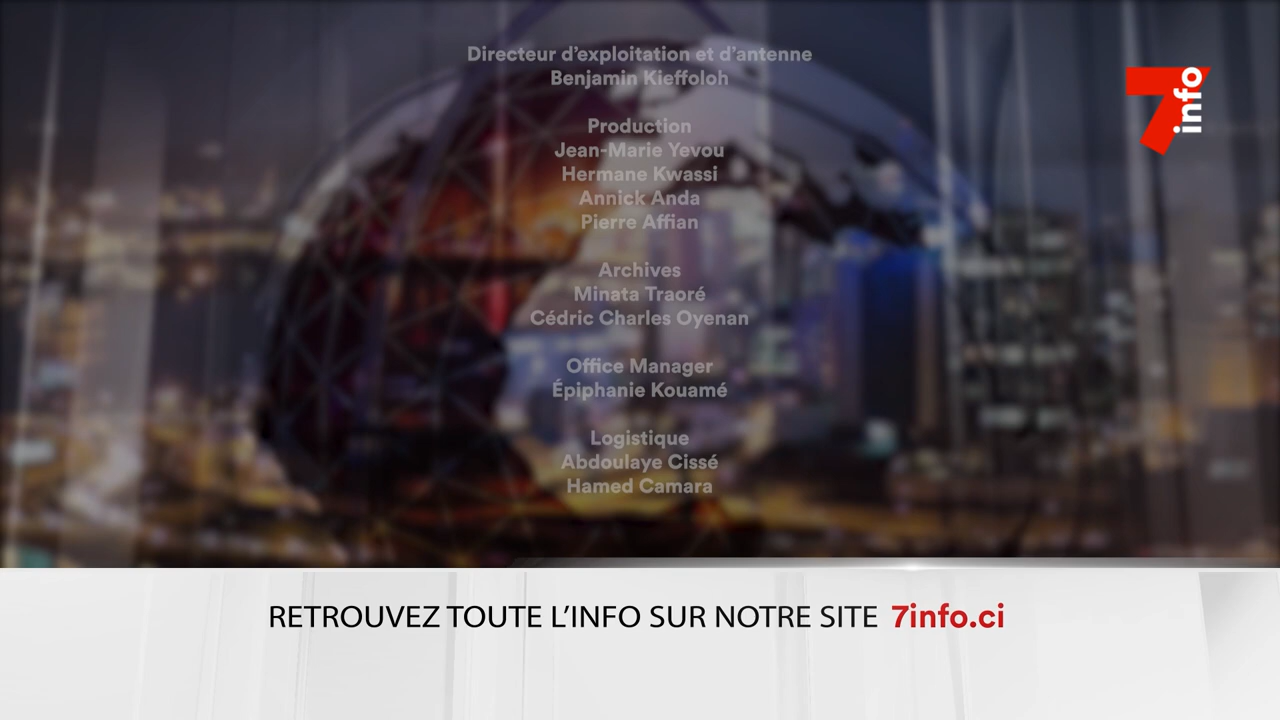 Directeur d'exploitation et d'antenne
Benjamin Kieffoloh
Production
Jean-Marie Yevou
Hermane Kwassi
Annick Anda
Pierre Affian
Archives
Minata Traoré
Cédric Charles Oyenan
Office Manager
Épiphanie Kouamé
Logistique
Abdoulaye Cissé
Hamed Camara
7info
RETROUVEZ TOUTE L'INFO SUR NOTRE SITE 7info.ci